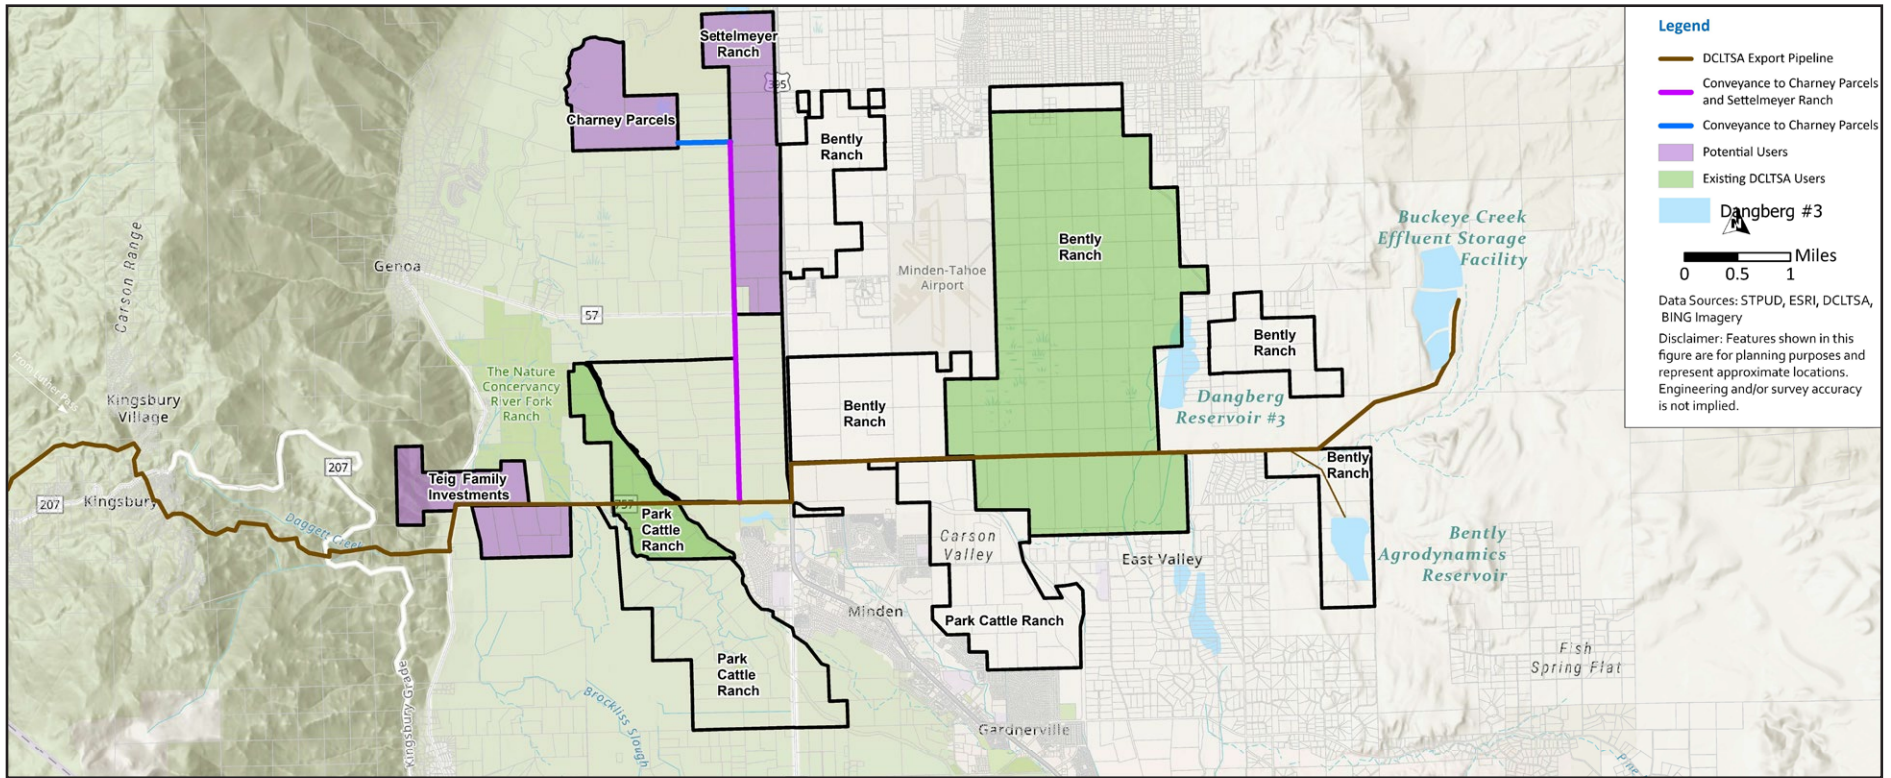 Legend
DCLTSA Export Pipeline
Conveyance to Charney Parcels
and Settelmeyer Ranch
Conveyance to Charney Parcels
Potential Users
Existing DCLTSA Users
Dangberg #3
Miles
0 0.5 1
Data Sources: STPUD, ESRI, DCLTSA,
BING Imagery
Disclaimer: Features shown in this
figure are for planning purposes and
represent approximate locations.
Engineering and/or survey accuracy
is not implied.
Settelmeyer
Ranch
395
Charney Parcels
Bently
Ranch
Bently
Ranch
Buckeye Creek
Effluent Storage
Facility
Carson Range
Genoa
Minden-Tahoe
Airport
57
Bently
Ranch
The Nature
Concervancy
River Fork
Ranch
Kingsbury
Village
Bently
Ranch
Dangberg
Reservoir #3
207
Teig Family
Investments
Bently
Ranch
207
Kingsbury
757
Park
Cattle
Ranch
Daggett Creek
Carson
Valley
East Valley
Bently
Agrodynamics
Reservoir
Minden
Park Cattle Ranch
Park
Cattle
Ranch
Fish
Spring Flat
Kingsbury Grade
Brockliss Slough
Gardnerville